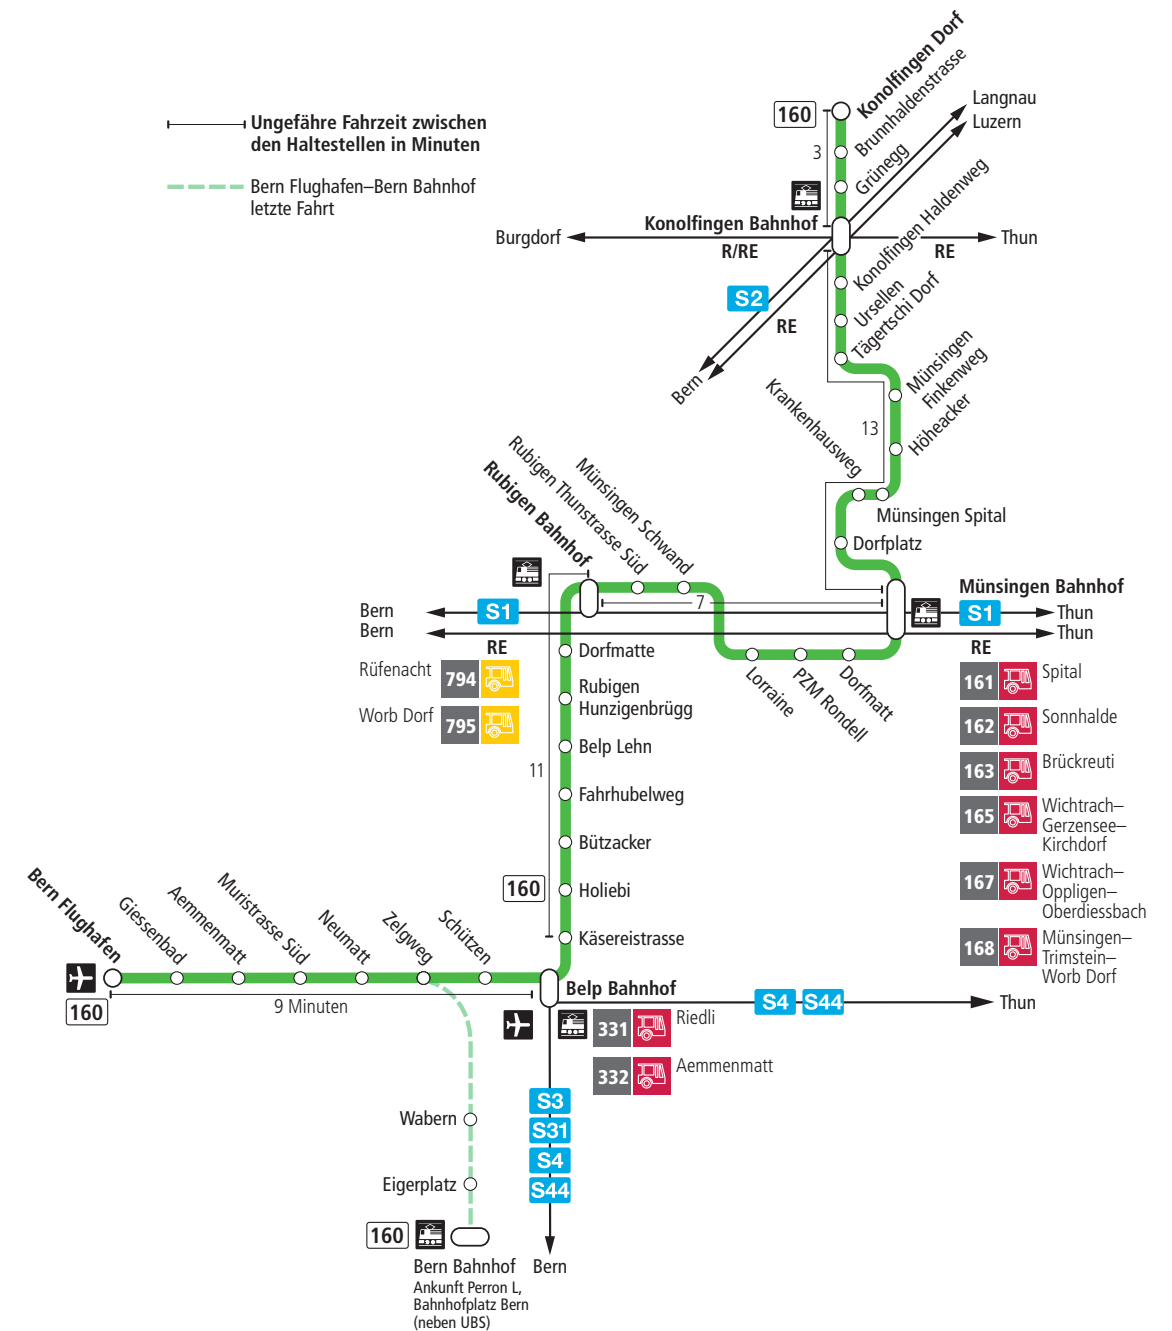 Ungefähre Fahrzeit zwischen
den Haltestellen in Minuten
Bern Flughafen–Bern Bahnhof
letzte Fahrt
160
Konolfingen Dorf
Brunnhaldenstrasse
Grünegg
3
Langnau
Luzern
Konolfingen Bahnhof
Burgdorf
R/RE
RE
Thun
Konolfingen Haldenweg
Ursellen
Tägertschi Dorf
S2
RE
Bern
Münsingen
Finkenweg
Höheacker
13
Krankenhausweg
Münsingen Spital
Dorfplatz
Münsingen Bahnhof
Münsingen Schwand
Rubigen Thunstrasse Süd
Rubigen Bahnhof
7
Bern
S1
S1
Thun
Bern
Thun
RE
RE
Rüfenacht
794
Worb Dorf
795
Lorraine
PZM Rondell
Dorfmatt
161
Spital
162
Sonnhalde
163
Brückreuti
165
Wichtrach–
Gerzensee–
Kirchdorf
167
Wichtrach–
Oppligen–
Oberdiessbach
168
Münsingen–
Trimstein–
Worb Dorf
Dorfmatte
Rubigen
Hunzigenbrügg
Belp Lehn
11
Fahrhubelweg
Bützacker
160
Holiebi
Käsereistrasse
Bern Flughafen
Giessenbad
Aemmenmatt
Muristrasse Süd
Neumatt
Zelgweg
Schützen
160
9 Minuten
Belp Bahnhof
S4
S44
Thun
331
Riedli
332
Aemmenmatt
S3
S31
S4
S44
Wabern
Eigerplatz
160
Bern Bahnhof
Ankunft Perron L,
Bahnhofplatz Bern
(neben UBS)
Bern